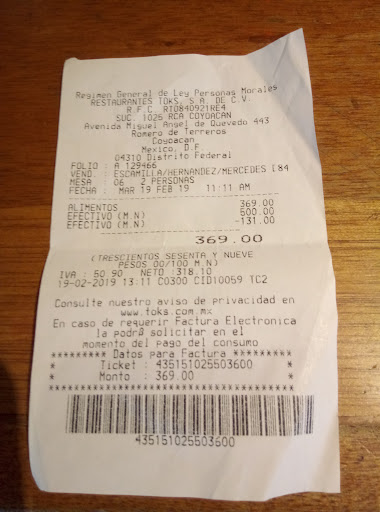 Regimen General de Ley Personas Morales
RESTAURANTES TOKS, S.A. DE C.V.
R.F.C. RTO840921RE4
SUC. 1025 RCA COYOACAN
Avenida Miguel Angel de Quevedo 443
Romero de Terreros
Coyoacan
Mexico, D.F
04310 Distrito Federal
FOLIO : A 129466
VEND. : ESCAMILLA/HERNANDEZ/MERCEDES [84
MESA : 06 2 PERSONAS
FECHA : MAR 19 FEB 19 11:11 AM
ALIMENTOS 369.00
EFECTIVO (M.N) 500.00
EFECTIVO (M.N) -131.00
369.00
(TRESCIENTOS SESENTA Y NUEVE
PESOS 00/100 M.N)
IVA : 50.90 NETO :318.10
19-02-2019 13:11 C0300 CID10059 TC2
Consulte nuestro aviso de privacidad en
www.toks.com.mx
En caso de requerir Factura Electronica
la podrá solicitar en el
momento del pago del consumo
******** Datos para Factura ********
* Ticket : 435151025503600 *
* Monto : 369.00 *
************************************
435151025503600